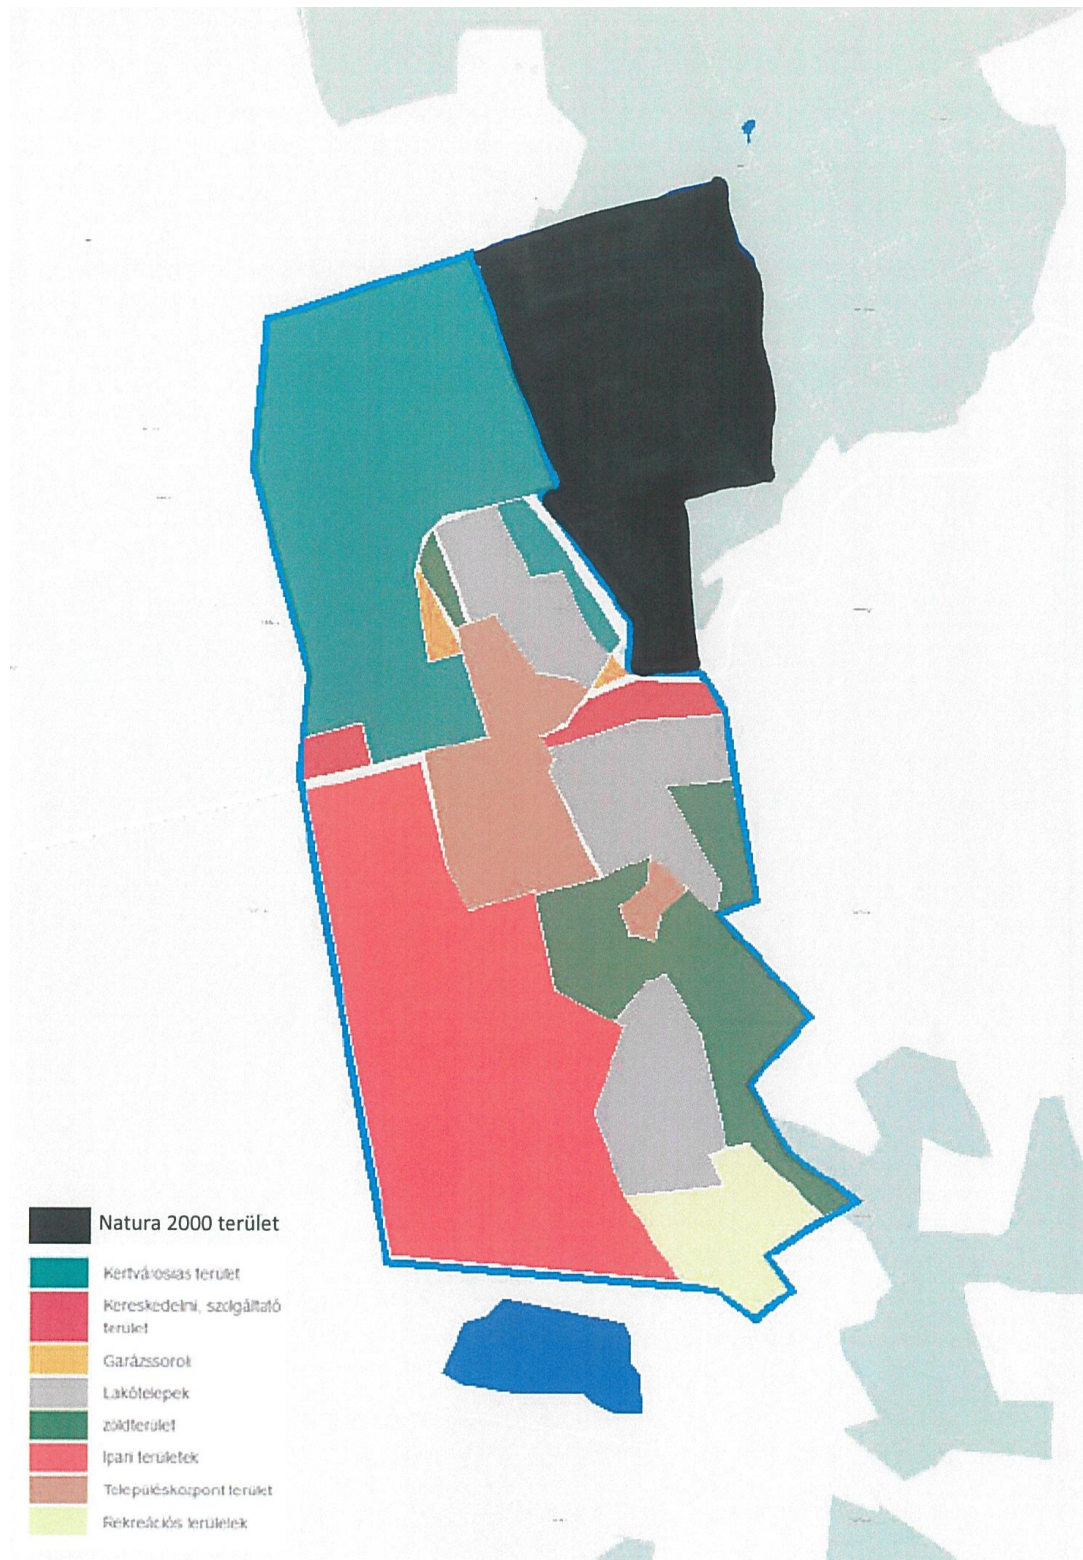 Natura 2000 terület
Kertvárosias terület
Kereskedelmi, szolgáltató
terület
Garázssorok
Lakótelepek
zöldterület
Ipari területek
Településközpont terület
Rekreációs területek